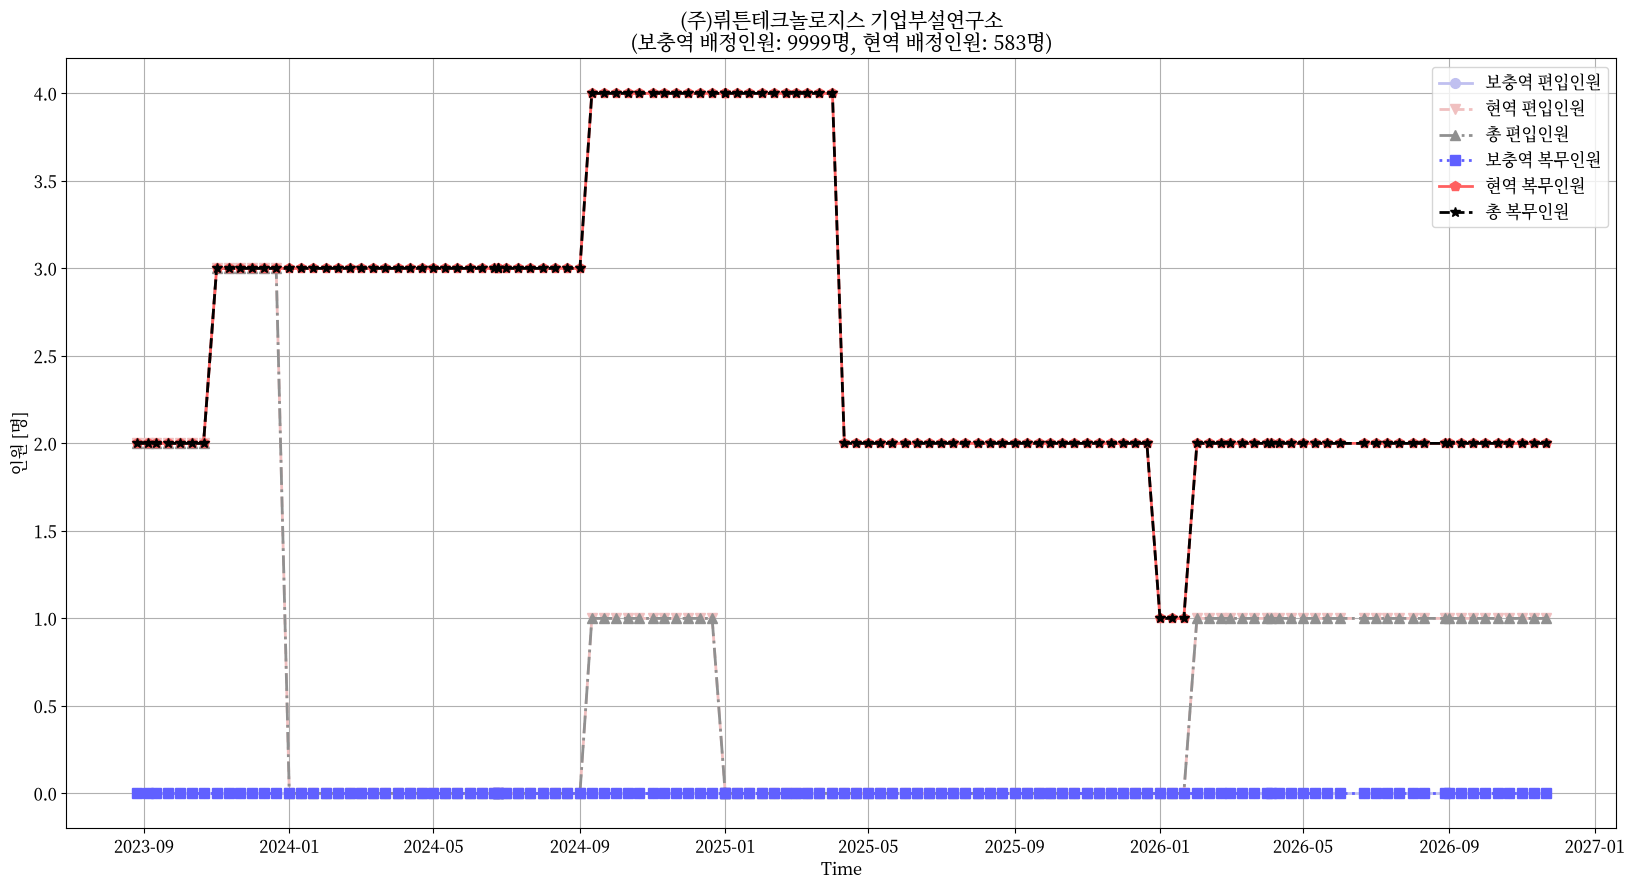 (주)뤼튼테크놀로지스 기업부설연구소
(보충역 배정인원: 9999명, 현역 배정인원: 583명)
보충역 편입인원
현역 편입인원
총 편입인원
보충역 복무인원
현역 복무인원
총 복무인원
인원 [명]
4.0
3.5
3.0
2.5
2.0
1.5
1.0
0.5
0.0
2023-09
2024-01
2024-05
2024-09
2025-01
2025-05
2025-09
2026-01
2026-05
2026-09
2027-01
Time